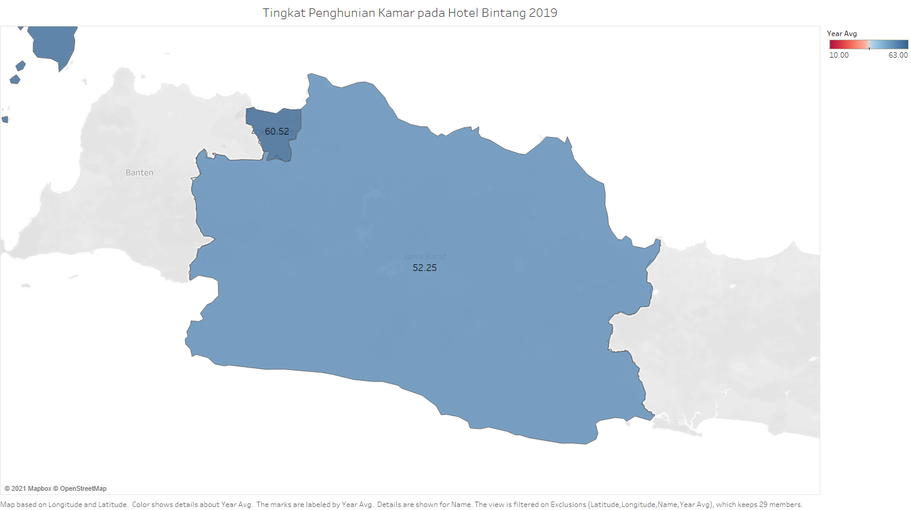 Tingkat Penghunian Kamar pada Hotel Bintang 2019
Year Avg
10.00 63.00
60.52
Banten
52.25
© 2021 Mapbox © OpenStreetMap
Map based on Longitude and Latitude. Color shows details about Year Avg. The marks are labeled by Year Avg. Details are shown for Name. The view is filtered on Exclusions (Latitude,Longitude,Name,Year Avg), which keeps 29 members.